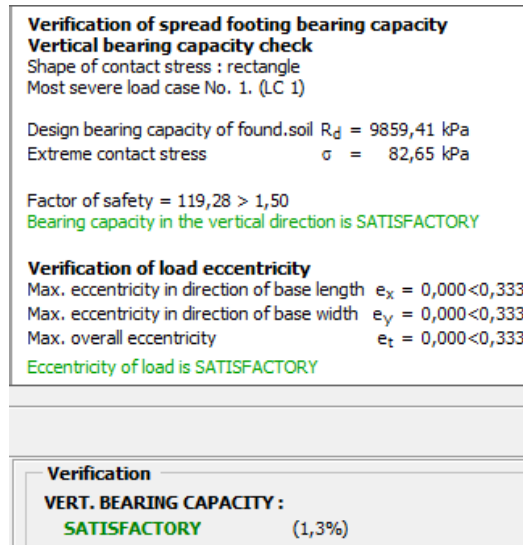 Verification of spread footing bearing capacity
Vertical bearing capacity check
Shape of contact stress : rectangle
Most severe load case No. 1. (LC 1)
Design bearing capacity of found.soil Rd = 9859,41 kPa
Extreme contact stress σ = 82,65 kPa
Factor of safety = 119,28 > 1,50
Bearing capacity in the vertical direction is SATISFACTORY
Verification of load eccentricity
Max. eccentricity in direction of base length ex = 0,000<0,333
Max. eccentricity in direction of base width ey = 0,000<0,333
Max. overall eccentricity et = 0,000<0,333
Eccentricity of load is SATISFACTORY
Verification
VERT. BEARING CAPACITY :
SATISFACTORY (1,3%)